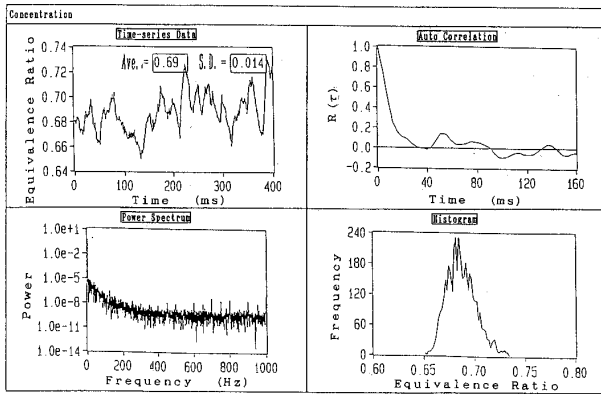 Concentration
Time-series Data
Ave.: 0.69 S.D. = 0.014
Equivalence Ratio
0.74
0.72
0.70
0.68
0.66
0.64
0 100 200 300 400
Time (ms)
Auto Correlation
R(τ)
1.0
0.8
0.6
0.4
0.2
0.0
-0.2
0 40 80 120 160
Time (ms)
Power Spectrum
Power
1.0e+1
1.0e-2
1.0e-5
1.0e-8
1.0e-11
1.0e-14
0 200 400 600 800 1000
Frequency (Hz)
Histogram
Frequency
240
180
120
60
0
0.60 0.65 0.70 0.75 0.80
Equivalence Ratio